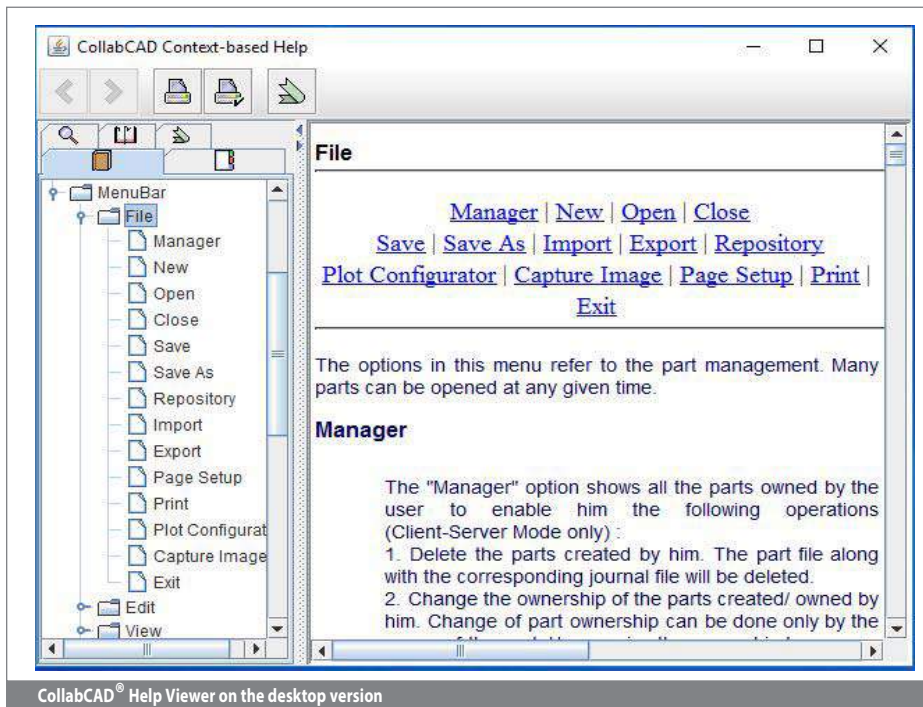 CollabCAD Context-based Help
MenuBar
File
Manager
New
Open
Close
Save
Save As
Repository
Import
Export
Page Setup
Print
Plot Configurat
Capture Image
Exit
Edit
View
File
Manager | New | Open | Close
Save | Save As | Import | Export | Repository
Plot Configurator | Capture Image | Page Setup | Print |
Exit
The options in this menu refer to the part management. Many
parts can be opened at any given time.
Manager
The "Manager" option shows all the parts owned by the
user to enable him the following operations
(Client-Server Mode only) :
1. Delete the parts created by him. The part file along
with the corresponding journal file will be deleted.
2. Change the ownership of the parts created/ owned by
him. Change of part ownership can be done only by the
CollabCAD® Help Viewer on the desktop version